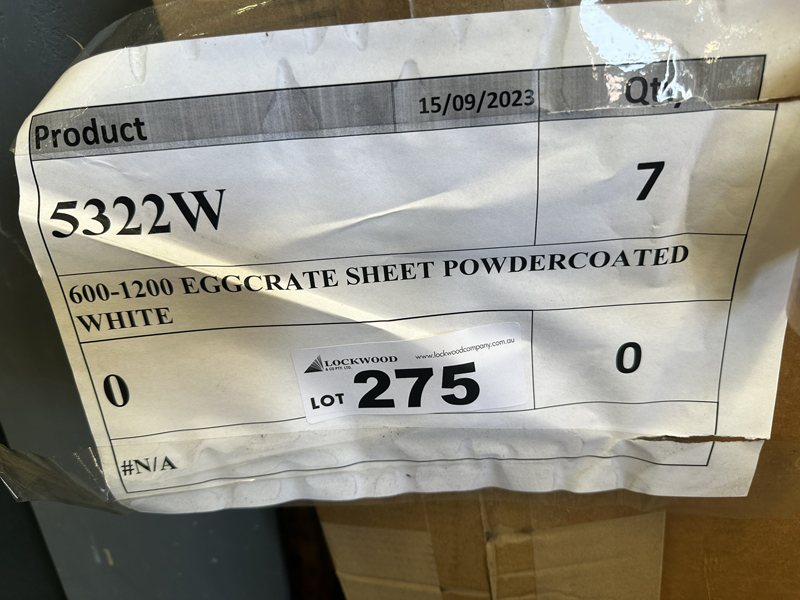 Product 15/09/2023 Qty
5322W 7
600-1200 EGGCRATE SHEET POWDERCOATED
WHITE
0 0
LOCKWOOD www.lockwoodcompany.com.au
& CO PTY. LTD.
LOT 275
#N/A